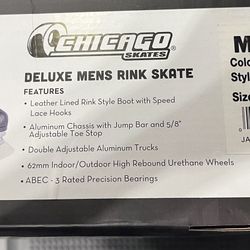 CHICAGO
SKATES
DELUXE MENS RINK SKATE
FEATURES
• Leather Lined Rink Style Boot with Speed
Lace Hooks
• Aluminum Chassis with Jump Bar and 5/8"
Adjustable Toe Stop
• Double Adjustable Aluminum Trucks
• 62mm Indoor/Outdoor High Rebound Urethane Wheels
• ABEC - 3 Rated Precision Bearings
M
Colo
Styl
Size
0
JA